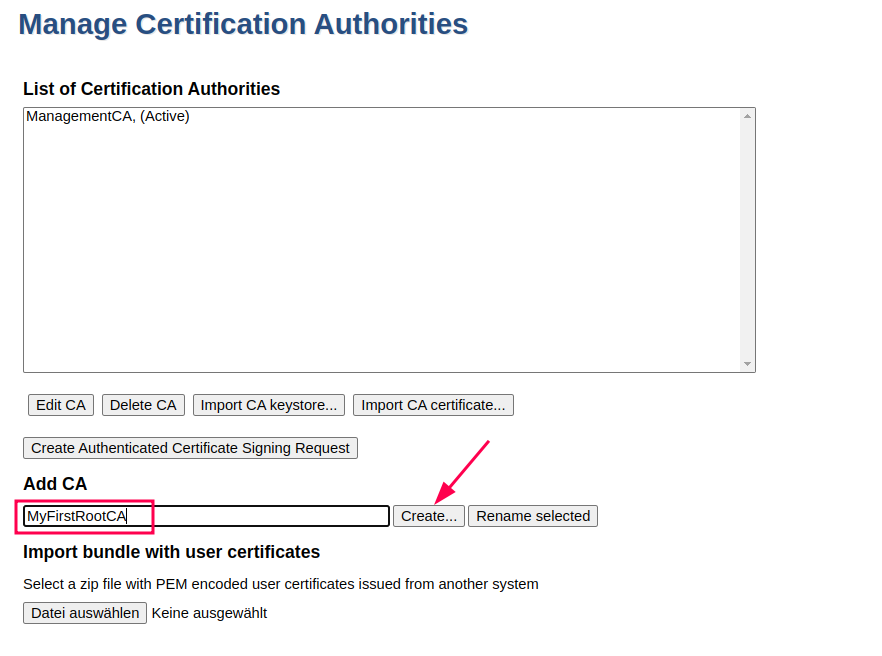 Manage Certification Authorities
List of Certification Authorities
ManagementCA, (Active)
Edit CA Delete CA Import CA keystore... Import CA certificate...
Create Authenticated Certificate Signing Request
Add CA
MyFirstRootCA Create... Rename selected
Import bundle with user certificates
Select a zip file with PEM encoded user certificates issued from another system
Datei auswählen Keine ausgewählt